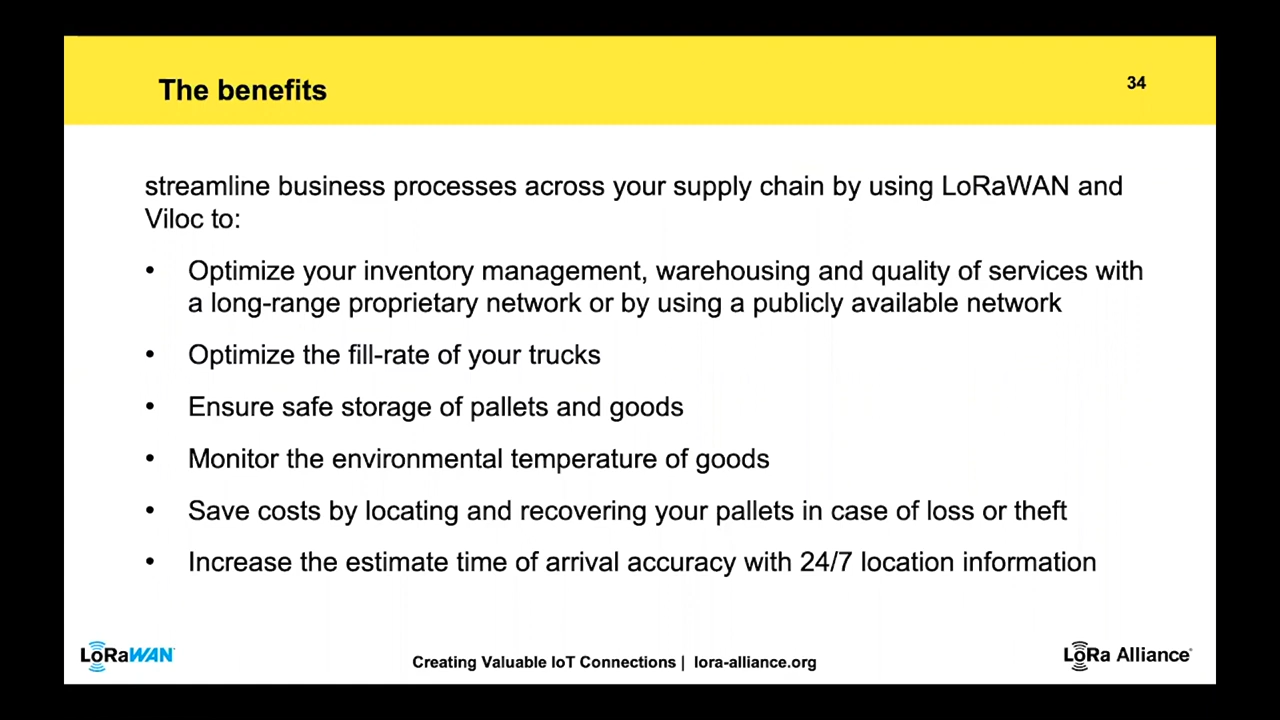 The benefits
34
streamline business processes across your supply chain by using LoRaWAN and
Viloc to:
• Optimize your inventory management, warehousing and quality of services with
a long-range proprietary network or by using a publicly available network
• Optimize the fill-rate of your trucks
• Ensure safe storage of pallets and goods
• Monitor the environmental temperature of goods
• Save costs by locating and recovering your pallets in case of loss or theft
• Increase the estimate time of arrival accuracy with 24/7 location information
LoRaWAN
Creating Valuable IoT Connections | lora-alliance.org
LoRa Alliance